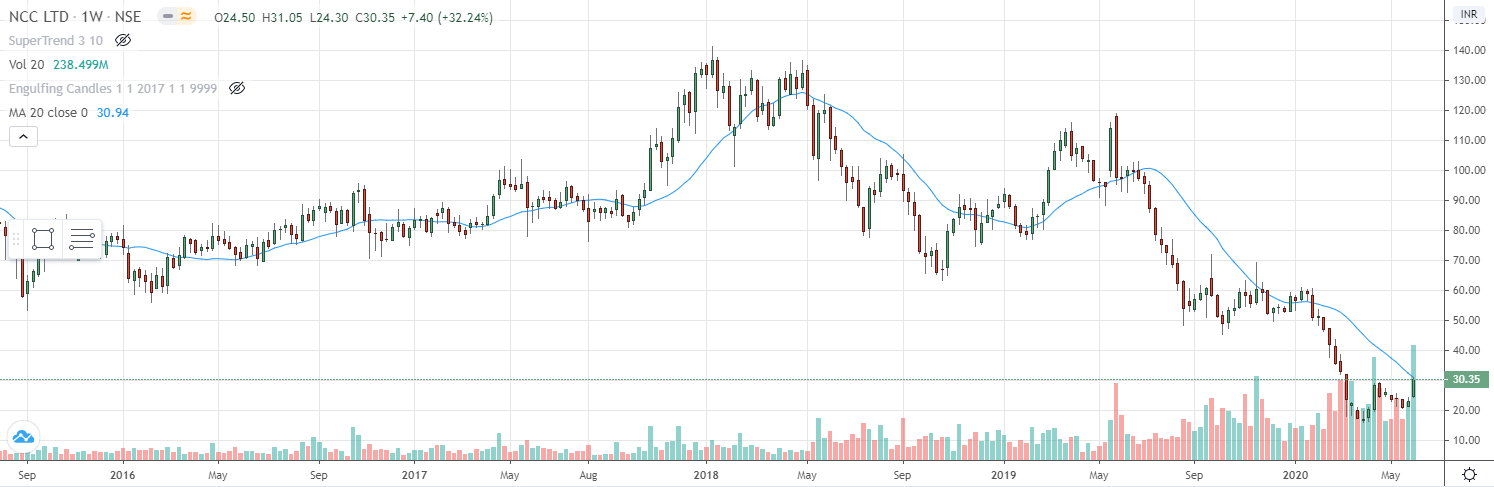 NCC LTD · 1W · NSE O24.50 H31.05 L24.30 C30.35 +7.40 (+32.24%)
SuperTrend 3 10
Vol 20 238.499M
Engulfing Candles 1 1 2017 1 1 9999
MA 20 close 0 30.94
INR
140.00
130.00
120.00
110.00
100.00
90.00
80.00
70.00
60.00
50.00
40.00
30.35
20.00
10.00
Sep 2016 May Sep 2017 May Aug 2018 May Sep 2019 May Sep 2020 May